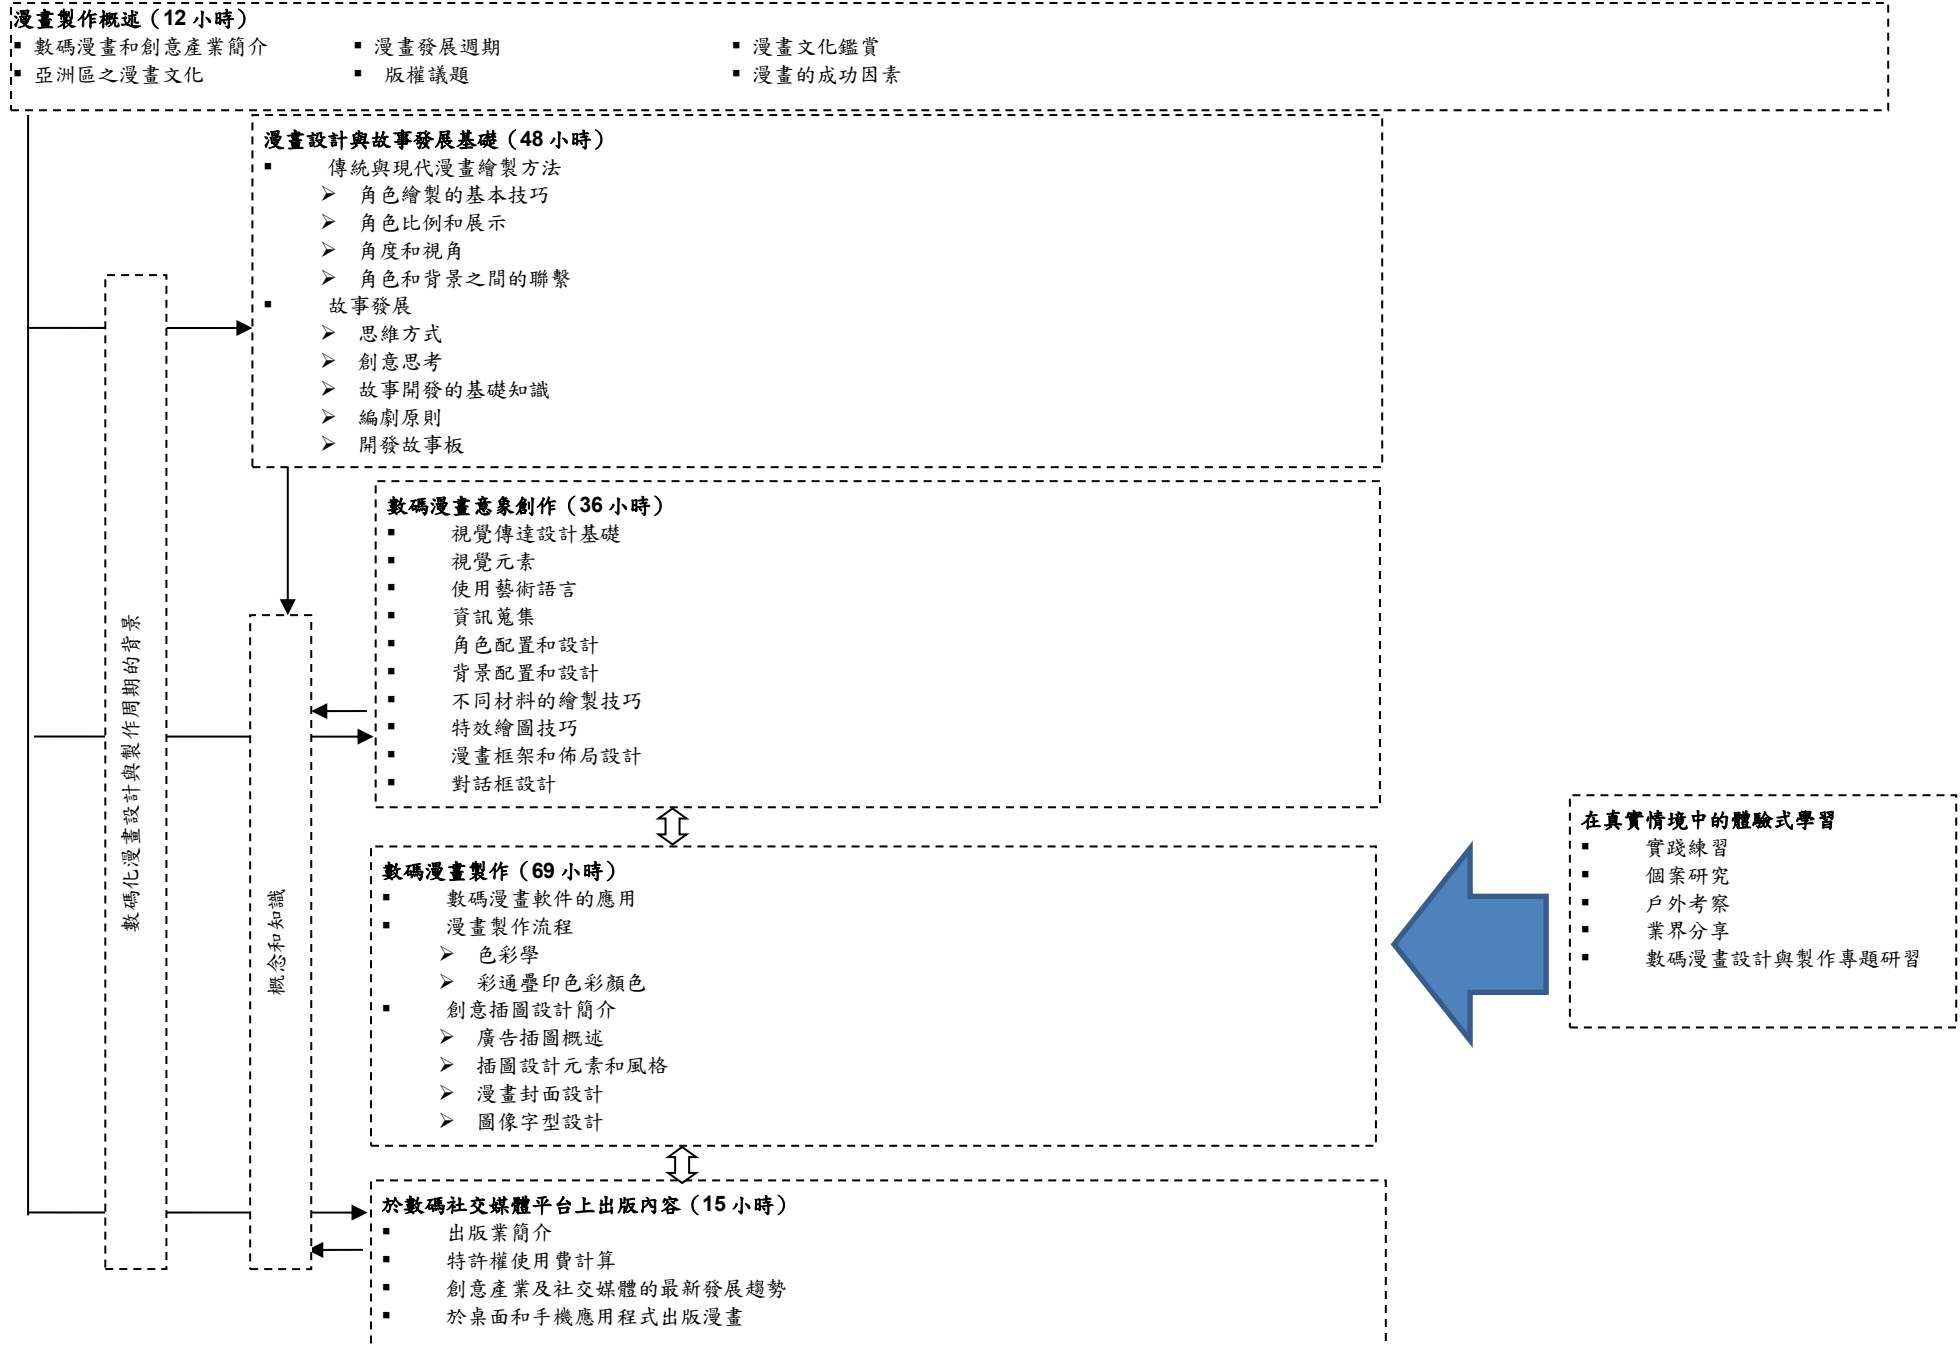 漫畫製作概述（12 小時）
▪ 數碼漫畫和創意產業簡介 ▪ 漫畫發展週期 ▪ 漫畫文化鑑賞
▪ 亞洲區之漫畫文化 ▪ 版權議題 ▪ 漫畫的成功因素
漫畫設計與故事發展基礎（48 小時）
▪ 傳統與現代漫畫繪製方法
➢ 角色繪製的基本技巧
➢ 角色比例和展示
➢ 角度和視角
➢ 角色和背景之間的聯繫
▪ 故事發展
➢ 思維方式
➢ 創意思考
➢ 故事開發的基礎知識
➢ 編劇原則
➢ 開發故事板
數碼化漫畫設計與製作周期的背景
概念和知識
數碼漫畫意象創作（36 小時）
▪ 視覺傳達設計基礎
▪ 視覺元素
▪ 使用藝術語言
▪ 資訊蒐集
▪ 角色配置和設計
▪ 背景配置和設計
▪ 不同材料的繪製技巧
▪ 特效繪圖技巧
▪ 漫畫框架和佈局設計
▪ 對話框設計
數碼漫畫製作（69 小時）
▪ 數碼漫畫軟件的應用
▪ 漫畫製作流程
➢ 色彩學
➢ 彩通疊印色彩顏色
▪ 創意插圖設計簡介
➢ 廣告插圖概述
➢ 插圖設計元素和風格
➢ 漫畫封面設計
➢ 圖像字型設計
於數碼社交媒體平台上出版內容（15 小時）
▪ 出版業簡介
▪ 特許權使用費計算
▪ 創意產業及社交媒體的最新發展趨勢
▪ 於桌面和手機應用程式出版漫畫
在真實情境中的體驗式學習
▪ 實踐練習
▪ 個案研究
▪ 戶外考察
▪ 業界分享
▪ 數碼漫畫設計與製作專題研習